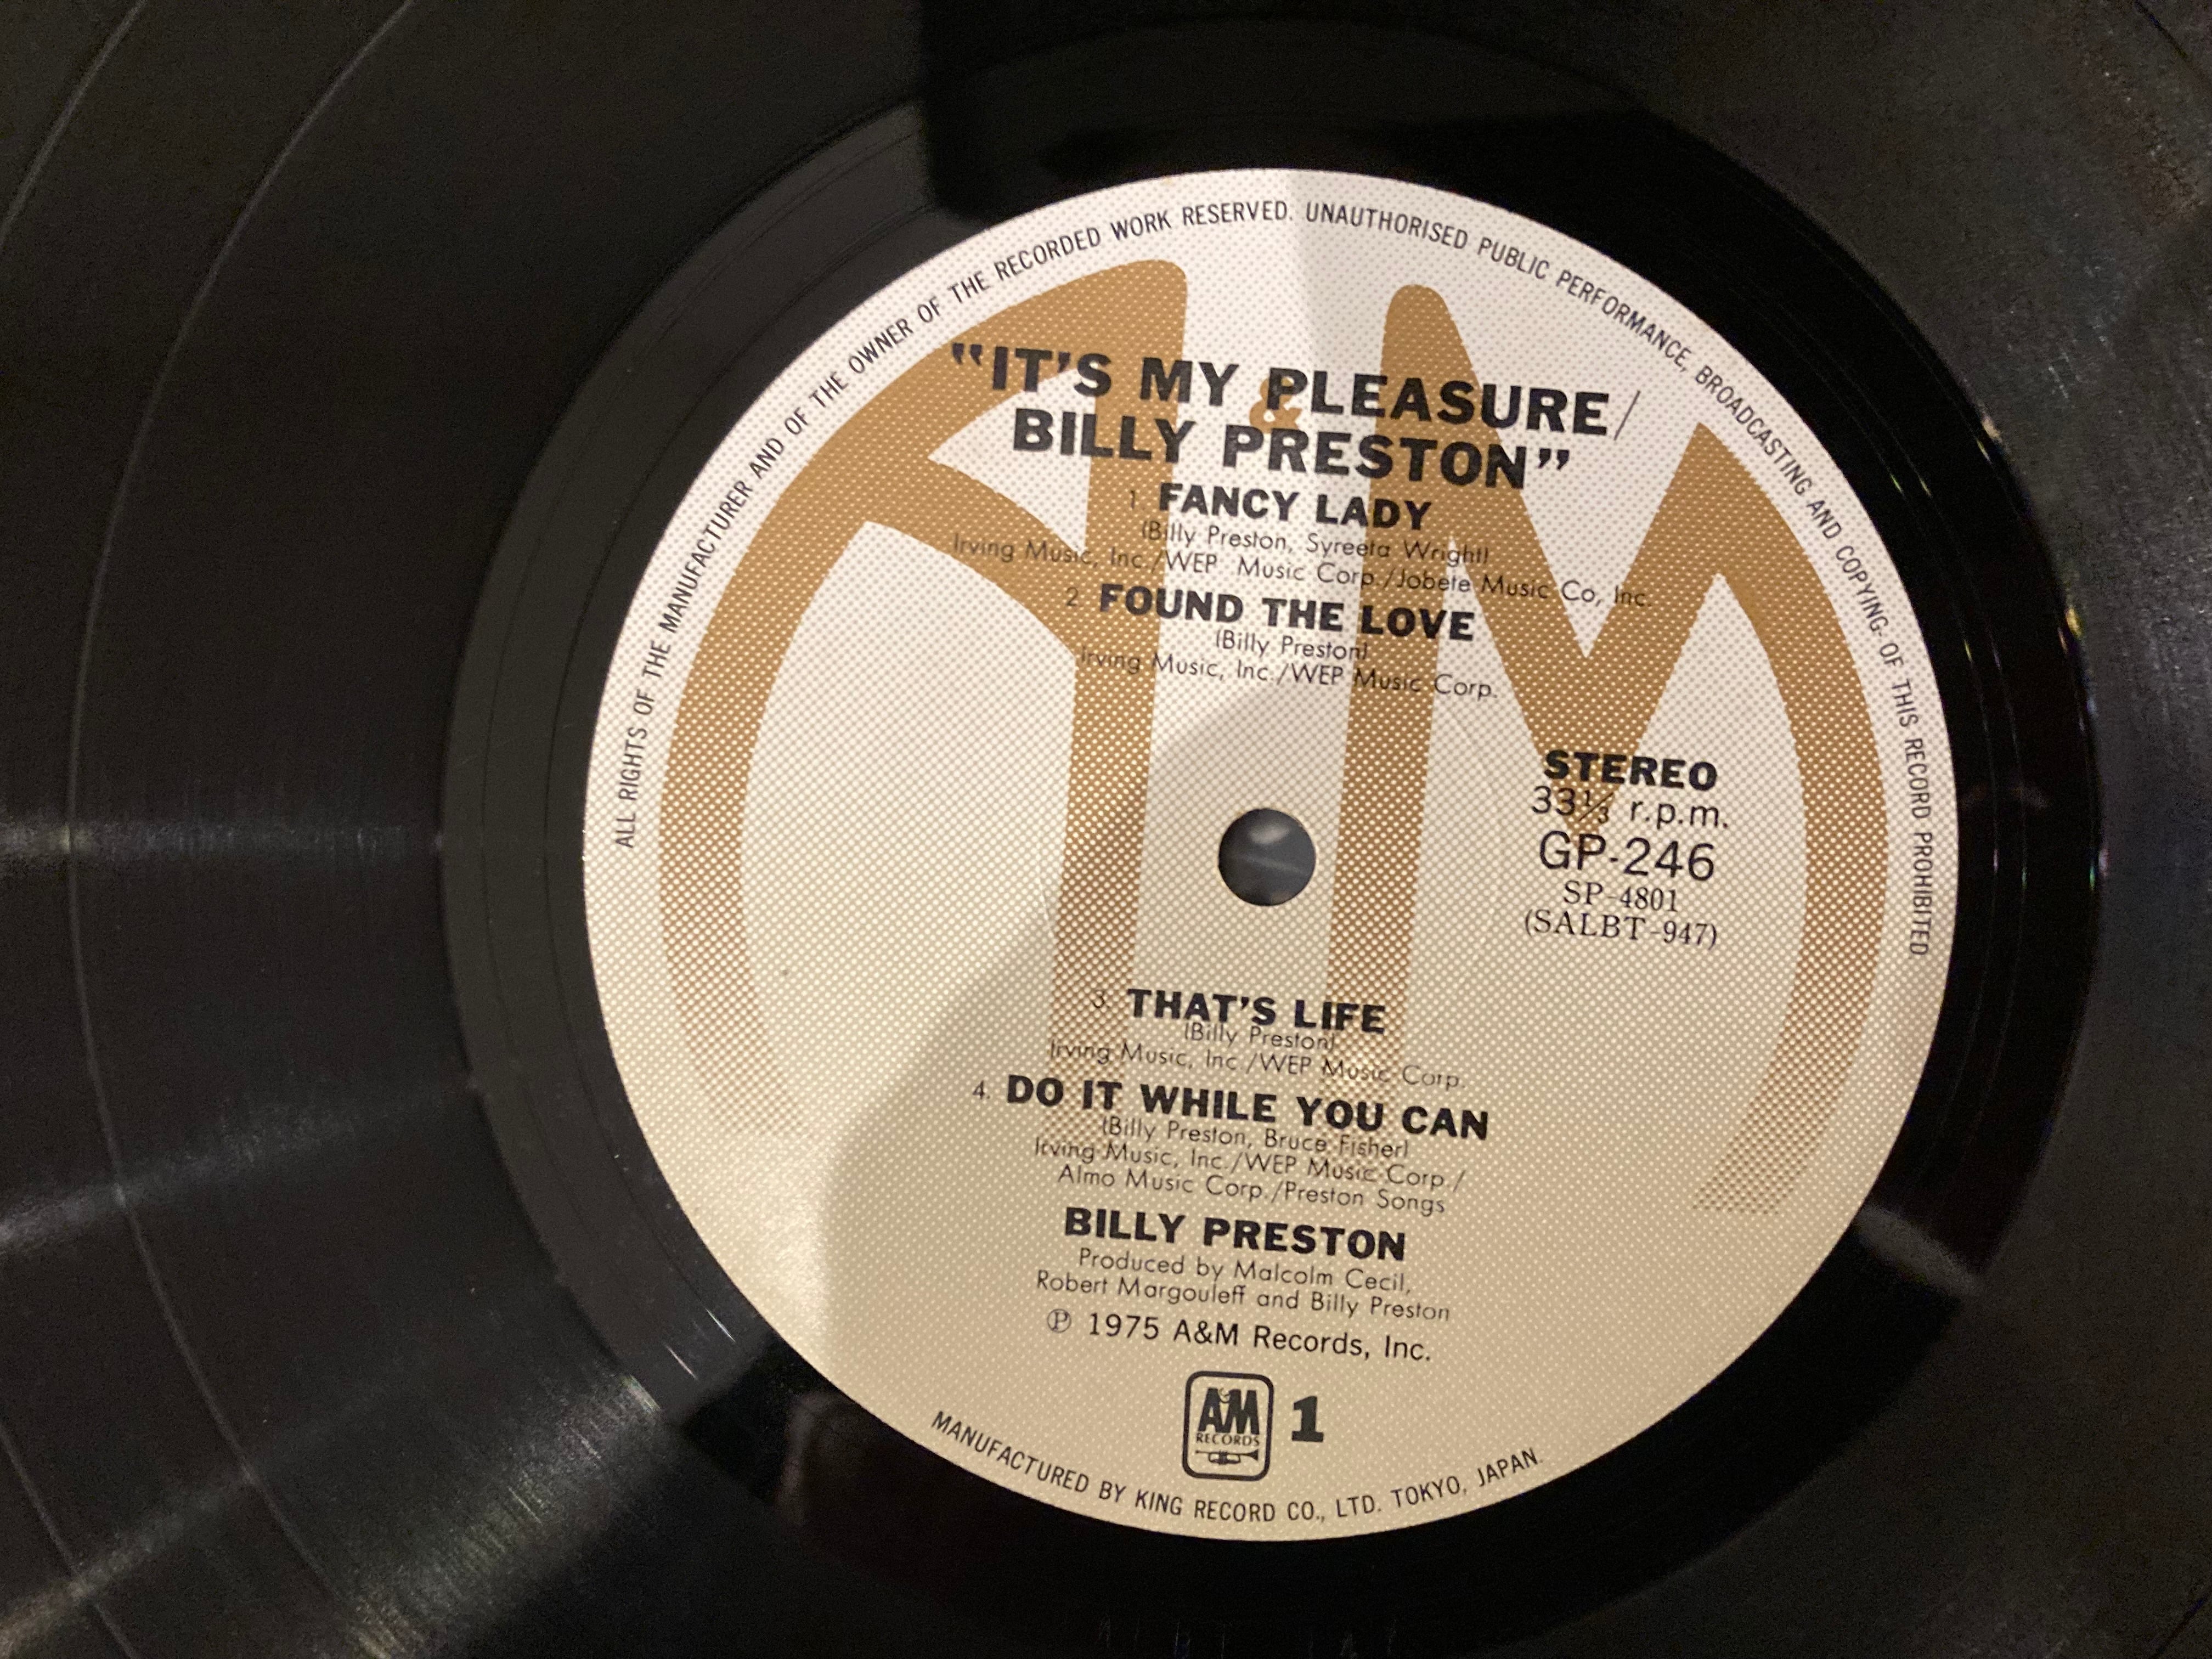 ALL RIGHTS OF THE MANUFACTURER AND OF THE OWNER OF THE RECORDED WORK RESERVED. UNAUTHORISED PUBLIC PERFORMANCE, BROADCASTING AND COPYING OF THIS RECORD PROHIBITED
"IT'S MY PLEASURE/
&
BILLY PRESTON"
1. FANCY LADY
(Billy Preston, Syreeta Wright)
Irving Music, Inc./WEP Music Corp./Jobete Music Co, Inc.
2. FOUND THE LOVE
(Billy Preston)
Irving Music, Inc./WEP Music Corp.
STEREO
33⅓ r.p.m.
GP-246
SP-4801
(SALBT-947)
3. THAT'S LIFE
(Billy Preston)
Irving Music, Inc./WEP Music Corp.
4. DO IT WHILE YOU CAN
(Billy Preston, Bruce Fisher)
Irving Music, Inc./WEP Music Corp./
Almo Music Corp./Preston Songs
BILLY PRESTON
Produced by Malcolm Cecil,
Robert Margouleff and Billy Preston
℗ 1975 A&M Records, Inc.
A&M
RECORDS
1
MANUFACTURED BY KING RECORD CO., LTD. TOKYO, JAPAN.